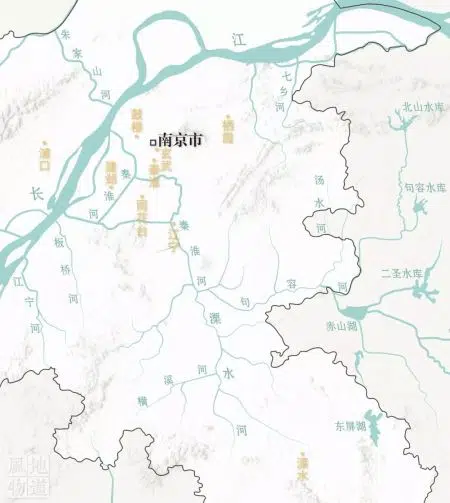 朱家山河
长江
七乡河
北山水库
鼓楼
栖霞
南京市
浦口
玄武
建邺
秦淮
秦淮河
汤水河
句容水库
雨花台
江宁
秦淮河
板桥河
江宁河
句容河
二圣水库
赤山湖
溧水河
横溪河
东屏湖
溧水
风物地道